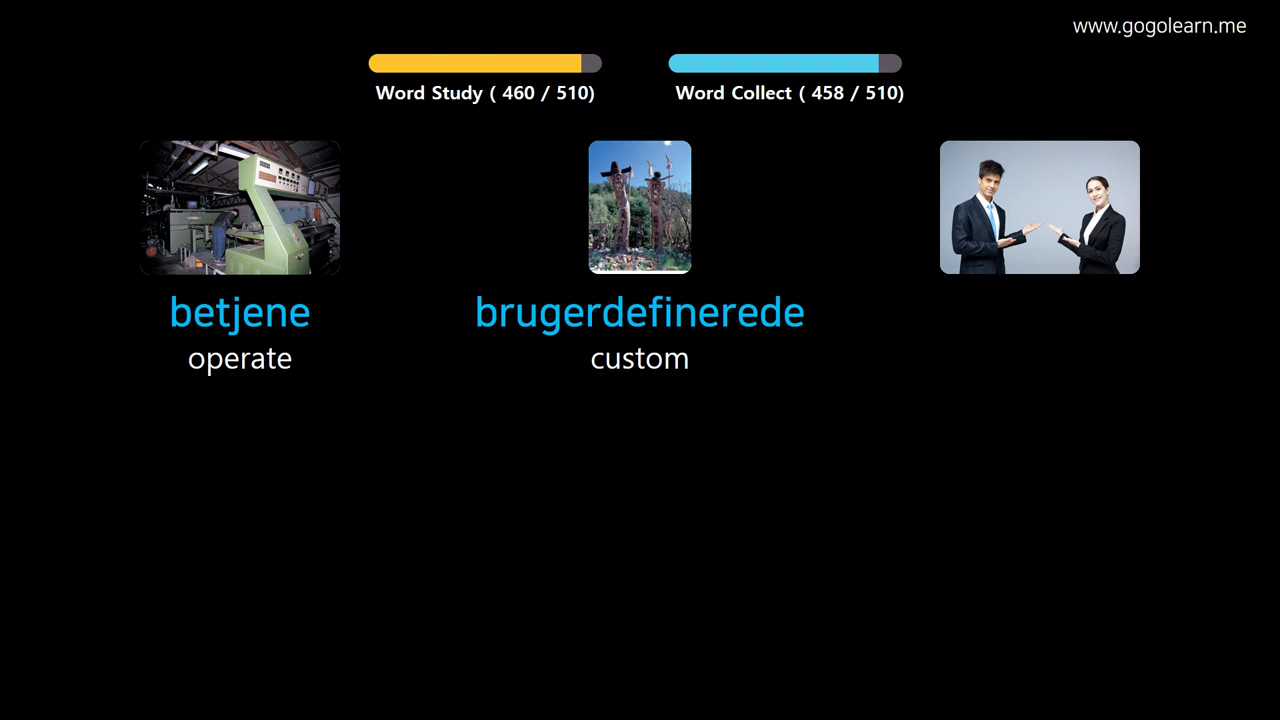 www.gogolearn.me
Word Study ( 460 / 510)
Word Collect ( 458 / 510)
betjene
brugerdefinerede
operate
custom